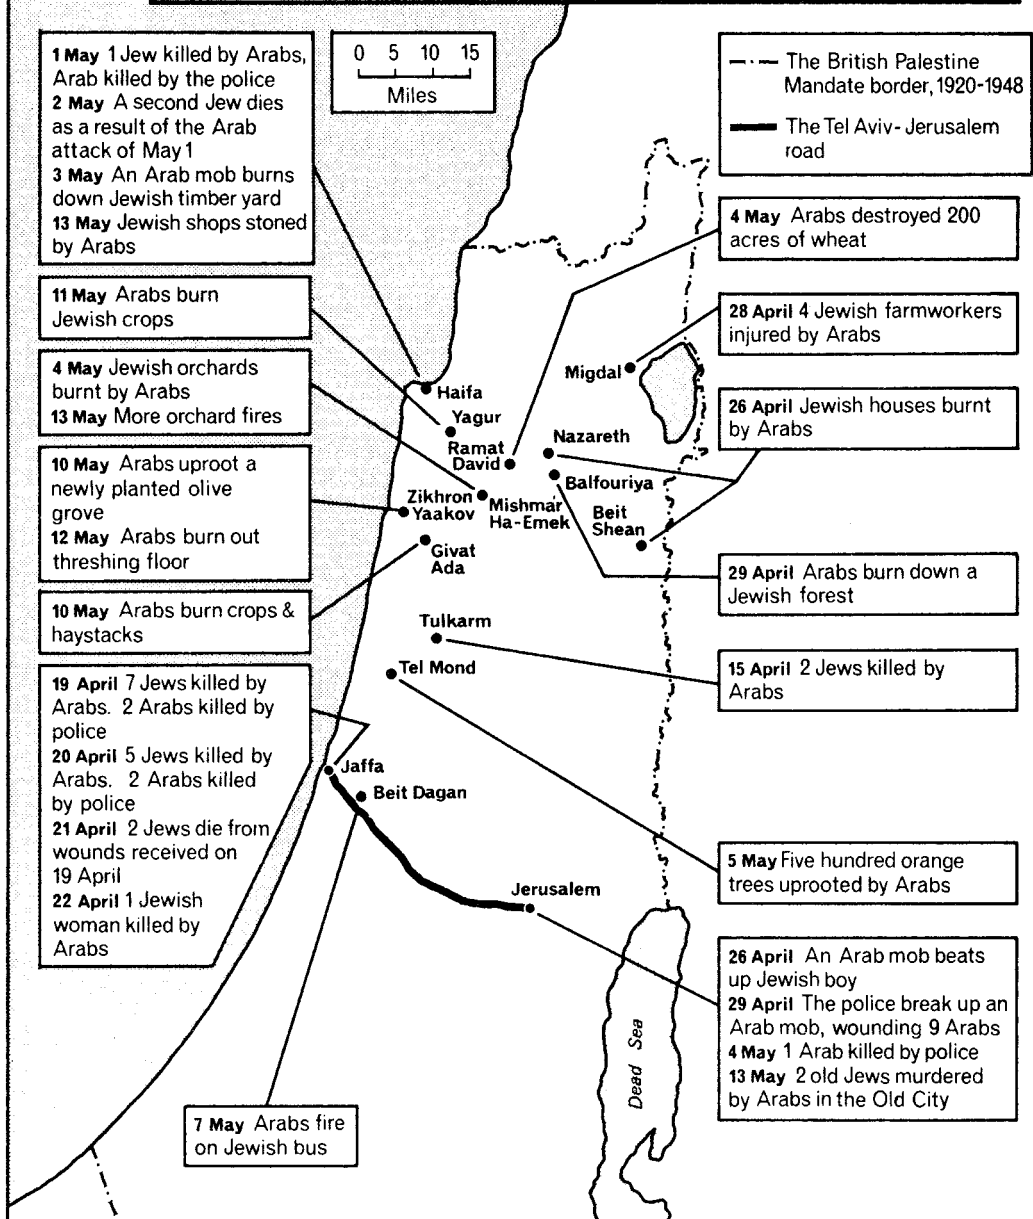 1 May 1 Jew killed by Arabs,
Arab killed by the police
2 May A second Jew dies
as a result of the Arab
attack of May 1
3 May An Arab mob burns
down Jewish timber yard
13 May Jewish shops stoned
by Arabs
0 5 10 15
Miles
The British Palestine
Mandate border, 1920-1948
The Tel Aviv-Jerusalem
road
11 May Arabs burn
Jewish crops
4 May Jewish orchards
burnt by Arabs
13 May More orchard fires
10 May Arabs uproot a
newly planted olive
grove
12 May Arabs burn out
threshing floor
10 May Arabs burn crops &
haystacks
19 April 7 Jews killed by
Arabs. 2 Arabs killed by
police
20 April 5 Jews killed by
Arabs. 2 Arabs killed
by police
21 April 2 Jews die from
wounds received on
19 April
22 April 1 Jewish
woman killed by
Arabs
7 May Arabs fire
on Jewish bus
Haifa
Yagur
Ramat
David
Migdal
Nazareth
Balfouriya
Zikhron
Yaakov
Mishmar
Ha-Emek
Beit
Shean
Givat
Ada
Tulkarm
Tel Mond
Jaffa
Beit Dagan
Jerusalem
Dead Sea
4 May Arabs destroyed 200
acres of wheat
28 April 4 Jewish farmworkers
injured by Arabs
26 April Jewish houses burnt
by Arabs
29 April Arabs burn down a
Jewish forest
15 April 2 Jews killed by
Arabs
5 May Five hundred orange
trees uprooted by Arabs
26 April An Arab mob beats
up Jewish boy
29 April The police break up an
Arab mob, wounding 9 Arabs
4 May 1 Arab killed by police
13 May 2 old Jews murdered
by Arabs in the Old City